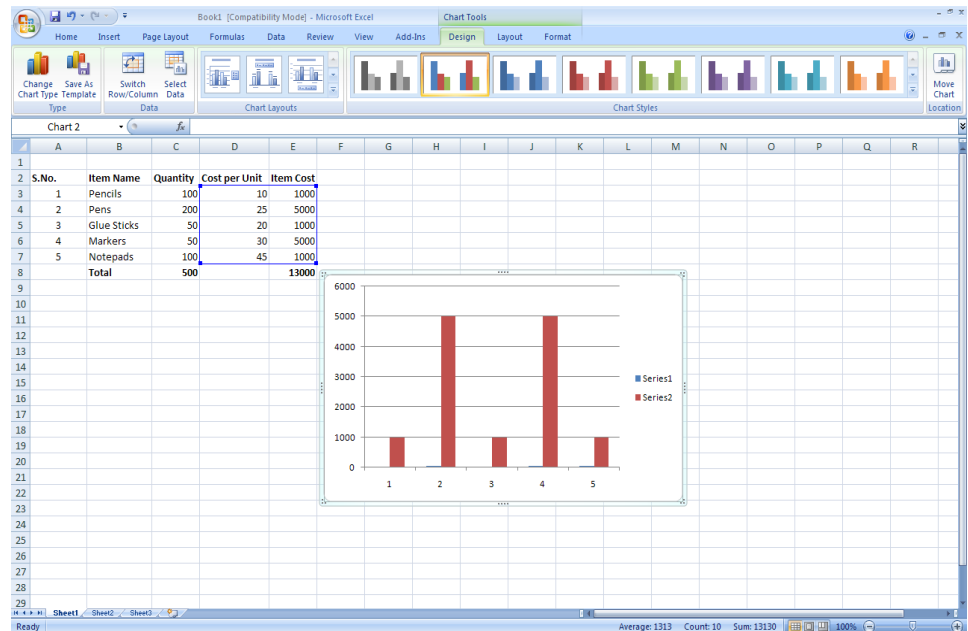 Book1 [Compatibility Mode] - Microsoft Excel Chart Tools
Home Insert Page Layout Formulas Data Review View Add-Ins Design Layout Format
Change Chart Type Save As Template Switch Row/Column Select Data Move Chart
Type Data Chart Layouts Chart Styles Location
Chart 2 fx
A B C D E F G H I J K L M N O P Q R
1
2 S.No. Item Name Quantity Cost per Unit Item Cost
3 1 Pencils 100 10 1000
4 2 Pens 200 25 5000
5 3 Glue Sticks 50 20 1000
6 4 Markers 50 30 5000
7 5 Notepads 100 45 1000
8 Total 500 13000
9
10
11
12
13
14
15
16
17
18
19
20
21
22
23
24
25
26
27
28
29
6000
5000
4000
3000
2000
1000
0
1 2 3 4 5
Series1
Series2
Sheet1 Sheet2 Sheet3
Ready Average: 1313 Count: 10 Sum: 13130 100%